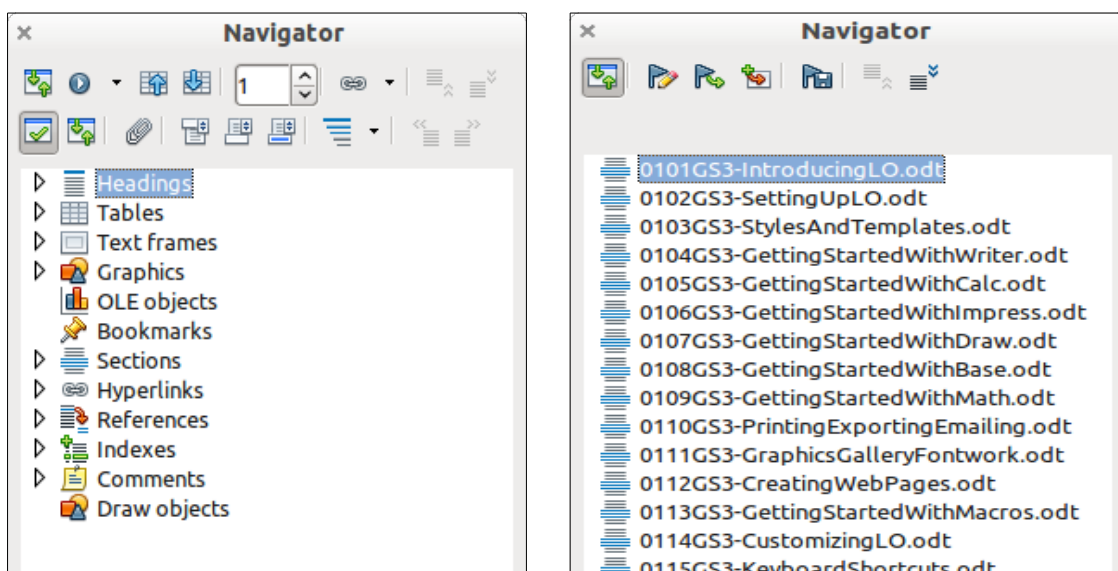 Navigator
1
Headings
Tables
Text frames
Graphics
OLE objects
Bookmarks
Sections
Hyperlinks
References
Indexes
Comments
Draw objects
Navigator
0101GS3-IntroducingLO.odt
0102GS3-SettingUpLO.odt
0103GS3-StylesAndTemplates.odt
0104GS3-GettingStartedWithWriter.odt
0105GS3-GettingStartedWithCalc.odt
0106GS3-GettingStartedWithImpress.odt
0107GS3-GettingStartedWithDraw.odt
0108GS3-GettingStartedWithBase.odt
0109GS3-GettingStartedWithMath.odt
0110GS3-PrintingExportingEmailing.odt
0111GS3-GraphicsGalleryFontwork.odt
0112GS3-CreatingWebPages.odt
0113GS3-GettingStartedWithMacros.odt
0114GS3-CustomizingLO.odt
0115GS3-KeyboardShortcuts.odt